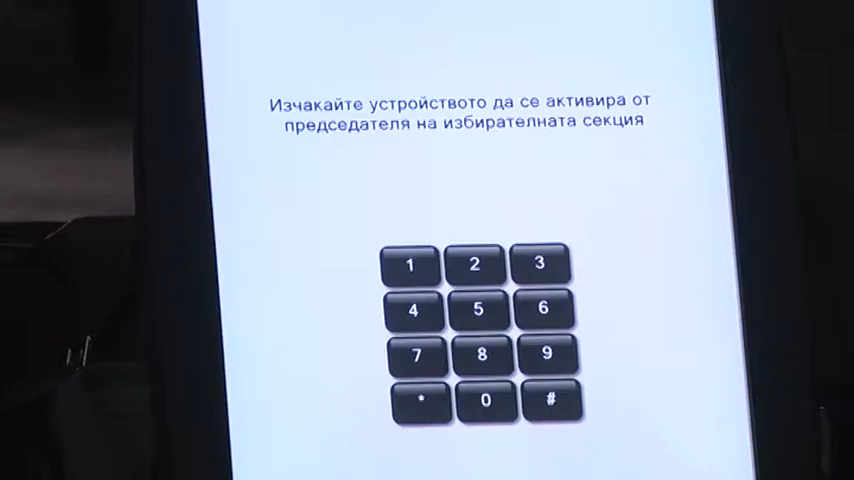 Изчакайте устройството да се активира от
председателя на избирателната секция
1 2 3
4 5 6
7 8 9
* 0 #